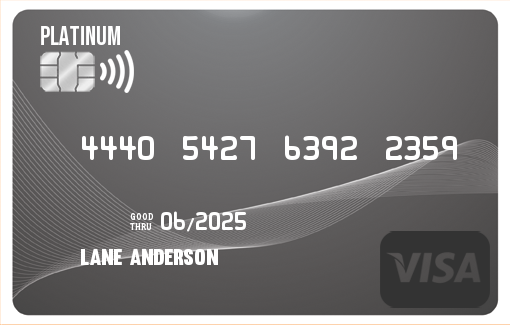 PLATINUM
4440 5427 6392 2359
GOOD THRU 06/2025
LANE ANDERSON
VISA